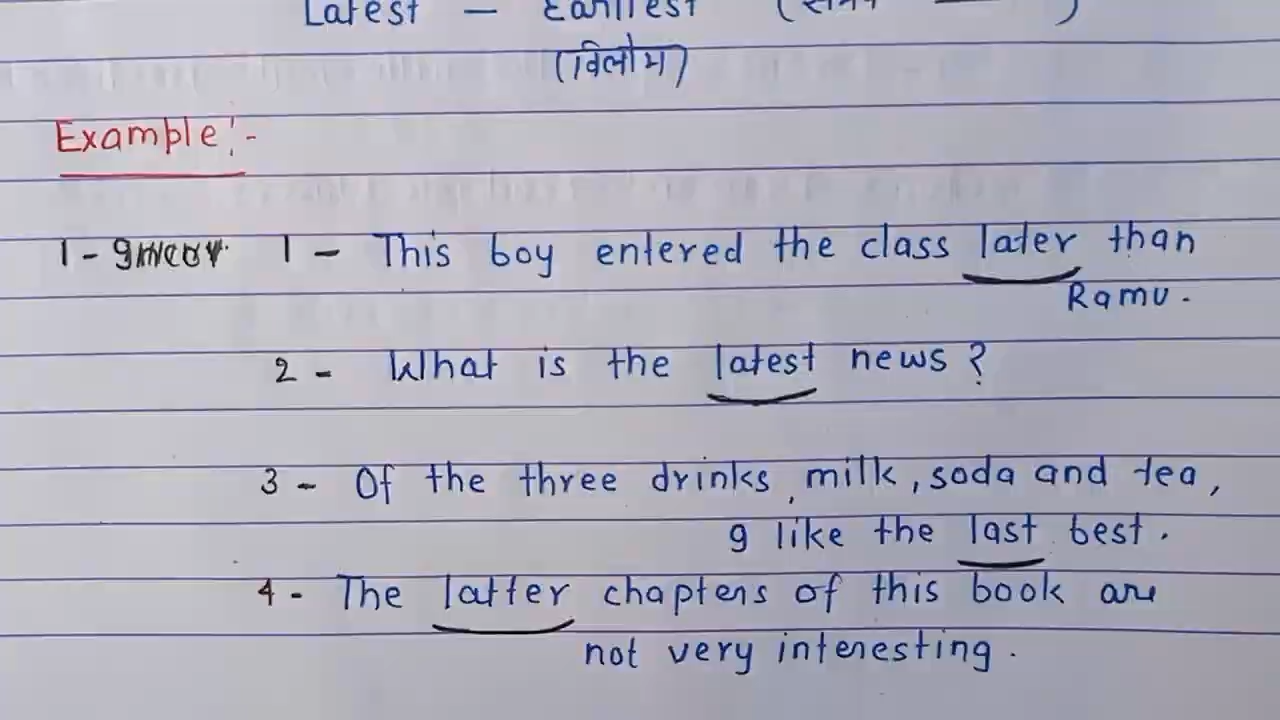 Latest — Earliest (समय
(विलोम)
Example:-
1 - 1 - This boy entered the class later than
Ramu.
2 - What is the latest news?
3 - Of the three drinks, milk, soda and tea,
I like the last best.
4 - The latter chapters of this book are
not very interesting.